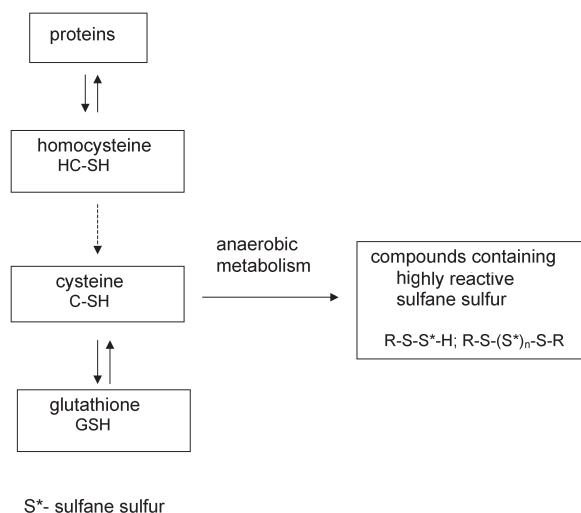 proteins
homocysteine
HC-SH
anaerobic
metabolism
cysteine
C-SH
compounds containing
highly reactive
sulfane sulfur
R-S-S*-H; R-S-(S*)n-S-R
glutathione
GSH
S*- sulfane sulfur